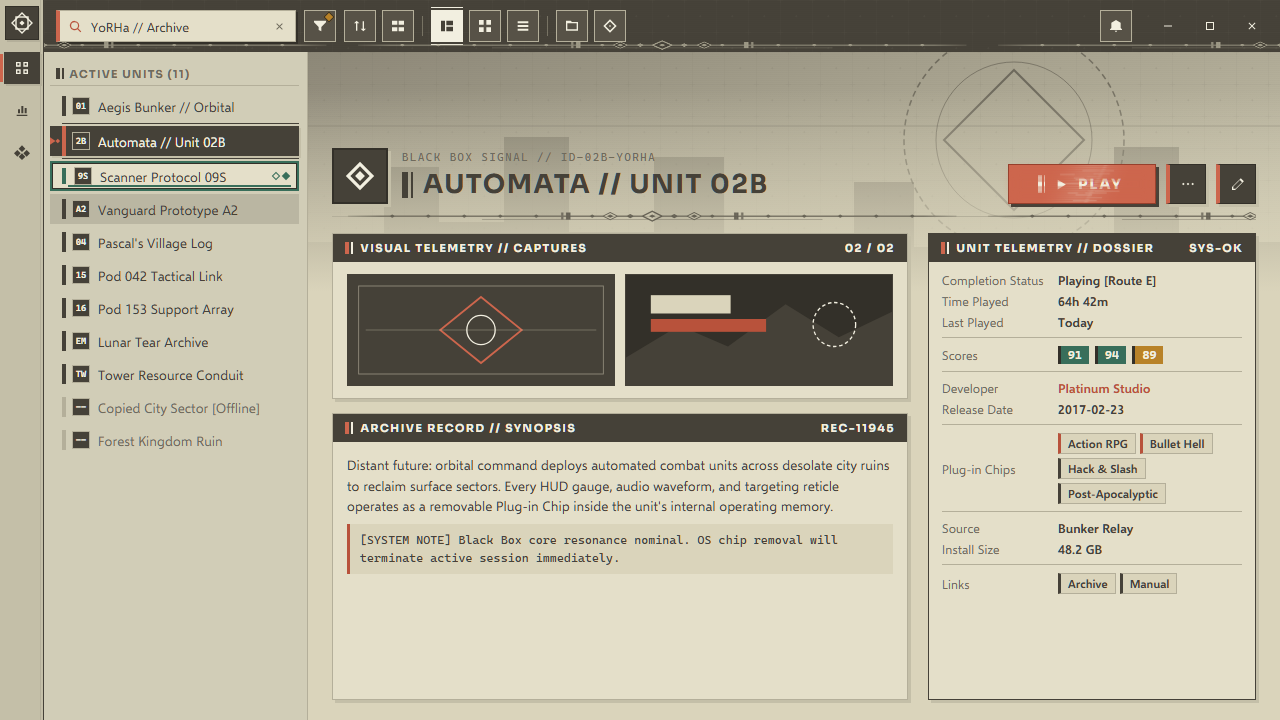 YoRHa // Archive
ACTIVE UNITS (11)
01 Aegis Bunker // Orbital
2B Automata // Unit 02B
9S Scanner Protocol 09S
A2 Vanguard Prototype A2
04 Pascal's Village Log
15 Pod 042 Tactical Link
16 Pod 153 Support Array
EM Lunar Tear Archive
TW Tower Resource Conduit
—— Copied City Sector [Offline]
—— Forest Kingdom Ruin
BLACK BOX SIGNAL // ID-02B-YORHA
AUTOMATA // UNIT 02B
PLAY
VISUAL TELEMETRY // CAPTURES 02 / 02
ARCHIVE RECORD // SYNOPSIS REC-11945
Distant future: orbital command deploys automated combat units across desolate city ruins
to reclaim surface sectors. Every HUD gauge, audio waveform, and targeting reticle
operates as a removable Plug-in Chip inside the unit's internal operating memory.
[SYSTEM NOTE] Black Box core resonance nominal. OS chip removal will
terminate active session immediately.
UNIT TELEMETRY // DOSSIER SYS-OK
Completion Status Playing [Route E]
Time Played 64h 42m
Last Played Today
Scores 91 94 89
Developer Platinum Studio
Release Date 2017-02-23
Plug-in Chips Action RPG Bullet Hell
Hack & Slash
Post-Apocalyptic
Source Bunker Relay
Install Size 48.2 GB
Links Archive Manual